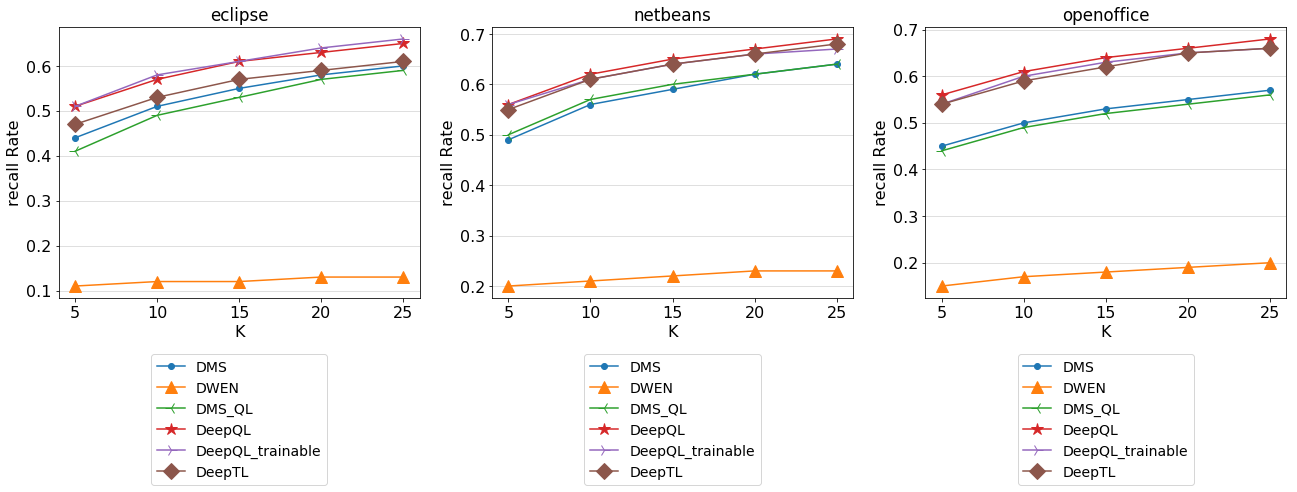 eclipse
recall Rate
0.6
0.5
0.4
0.3
0.2
0.1
5 10 15 20 25
K
DMS
DWEN
DMS_QL
DeepQL
DeepQL_trainable
DeepTL
netbeans
recall Rate
0.7
0.6
0.5
0.4
0.3
0.2
5 10 15 20 25
K
DMS
DWEN
DMS_QL
DeepQL
DeepQL_trainable
DeepTL
openoffice
recall Rate
0.7
0.6
0.5
0.4
0.3
0.2
5 10 15 20 25
K
DMS
DWEN
DMS_QL
DeepQL
DeepQL_trainable
DeepTL